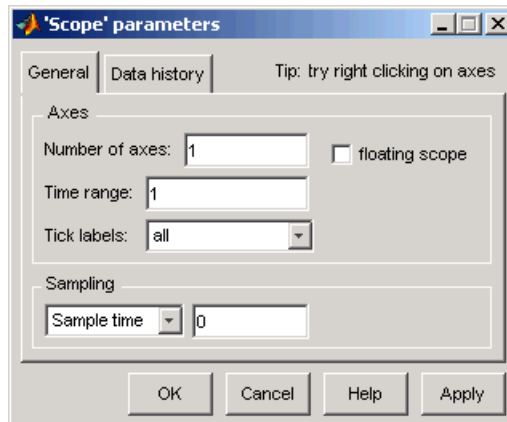 'Scope' parameters
General Data history Tip: try right clicking on axes
Axes
Number of axes: 1 floating scope
Time range: 1
Tick labels: all
Sampling
Sample time 0
OK Cancel Help Apply